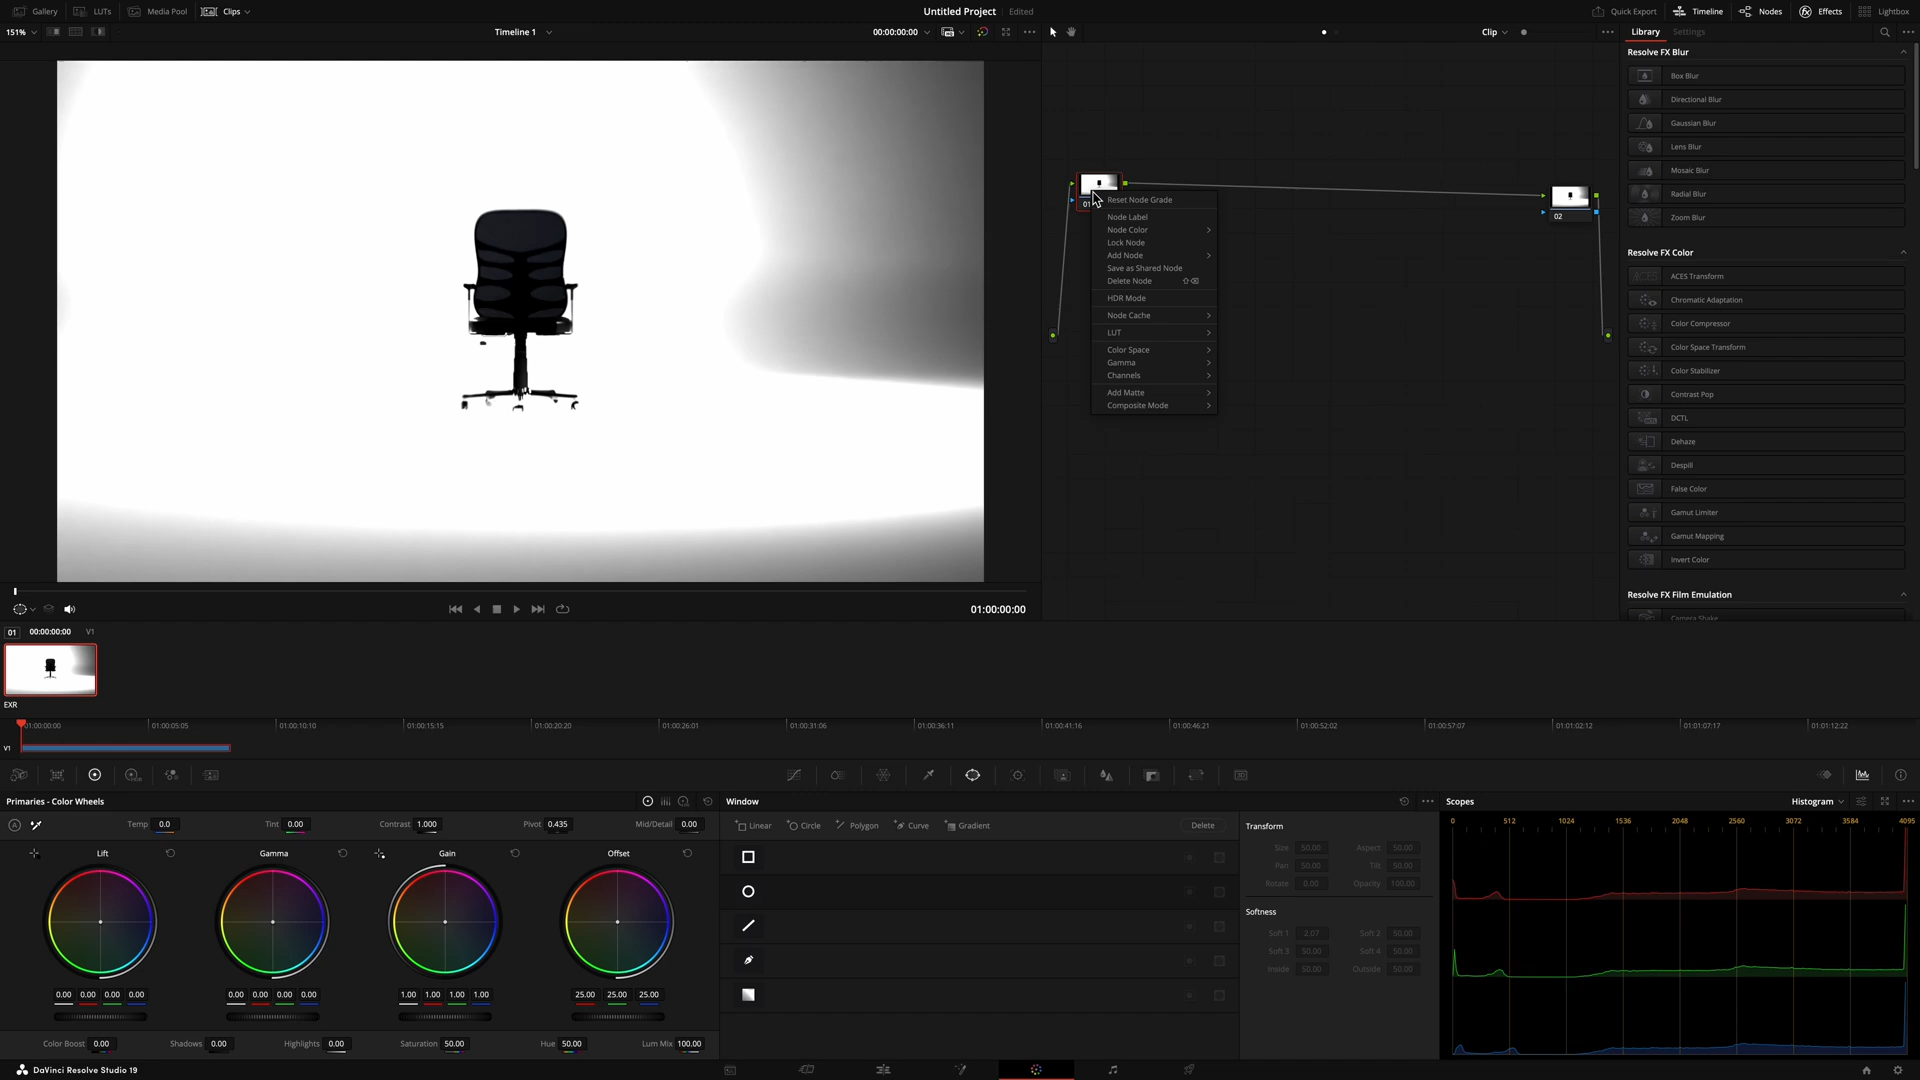 Gallery LUTs Media Pool Clips Untitled Project Edited Quick Export Timeline Nodes Effects Lightbox
151% Timeline 1 00:00:00:00 Clip Library Settings
Resolve FX Blur
Box Blur
Directional Blur
Gaussian Blur
Lens Blur
Mosaic Blur
Radial Blur
Zoom Blur
Resolve FX Color
ACES Transform
Chromatic Adaptation
Color Compressor
Color Space Transform
Color Stabilizer
Contrast Pop
DCTL
Dehaze
Despill
False Color
Gamut Limiter
Gamut Mapping
Invert Color
Resolve FX Film Emulation
Camera Shake
01
02
Reset Node Grade
Node Label
Node Color
Lock Node
Add Node
Save as Shared Node
Delete Node
HDR Mode
Node Cache
LUT
Color Space
Gamma
Channels
Add Matte
Composite Mode
01:00:00:00
01 00:00:00:00 V1
EXR
01:00:00:00 01:00:05:05 01:00:10:10 01:00:15:15 01:00:20:20 01:00:26:01 01:00:31:06 01:00:36:11 01:00:41:16 01:00:46:21 01:00:52:02 01:00:57:07 01:01:02:12 01:01:07:17 01:01:12:22
V1
Primaries - Color Wheels
Temp 0.0 Tint 0.00 Contrast 1.000 Pivot 0.435 Mid/Detail 0.00
Lift Gamma Gain Offset
0.00 0.00 0.00 0.00 0.00 0.00 0.00 0.00 1.00 1.00 1.00 1.00 25.00 25.00 25.00
Color Boost 0.00 Shadows 0.00 Highlights 0.00 Saturation 50.00 Hue 50.00 Lum Mix 100.00
Window
Linear Circle Polygon Curve Gradient Delete
Transform
Size 50.00 Aspect 50.00
Pan 50.00 Tilt 50.00
Rotate 0.00 Opacity 100.00
Softness
Soft 1 2.07 Soft 2 50.00
Soft 3 50.00 Soft 4 50.00
Inside 50.00 Outside 50.00
Scopes Histogram
0 512 1024 1536 2048 2560 3072 3584 4095
DaVinci Resolve Studio 19